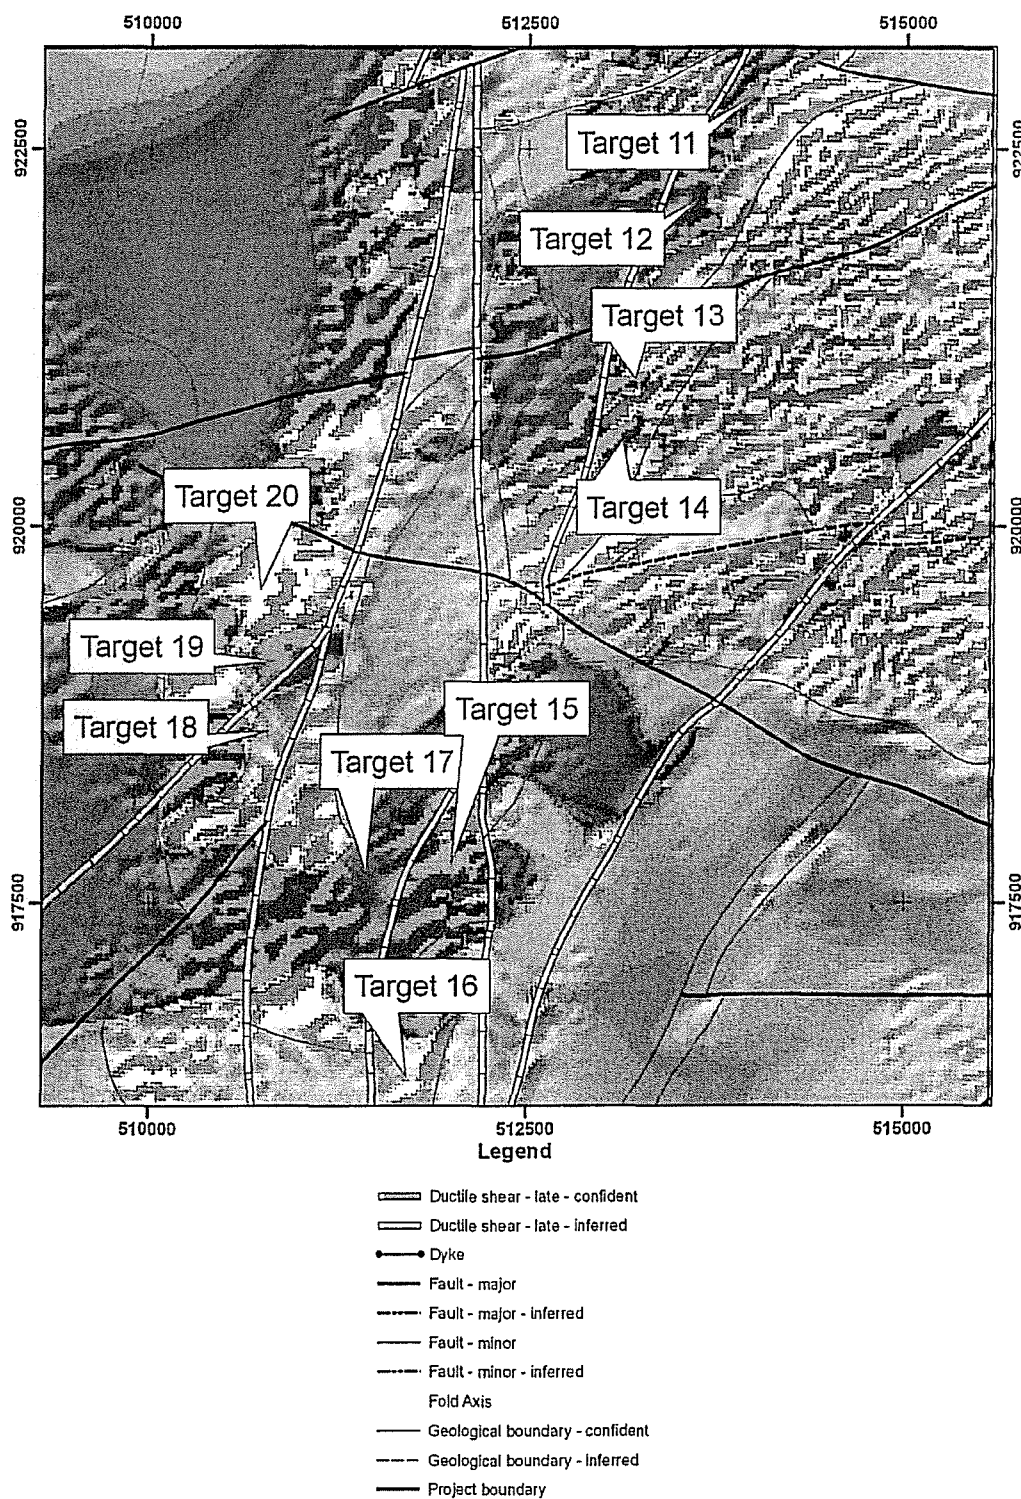 510000 512500 515000
922500 922500
Target 11
Target 12
Target 13
Target 20
Target 14
920000 920000
Target 19
Target 15
Target 18
Target 17
917500 917500
Target 16
510000 512500 515000
Legend
Ductile shear - late - confident
Ductile shear - late - inferred
Dyke
Fault - major
Fault - major - inferred
Fault - minor
Fault - minor - inferred
Fold Axis
Geological boundary - confident
Geological boundary - inferred
Project boundary